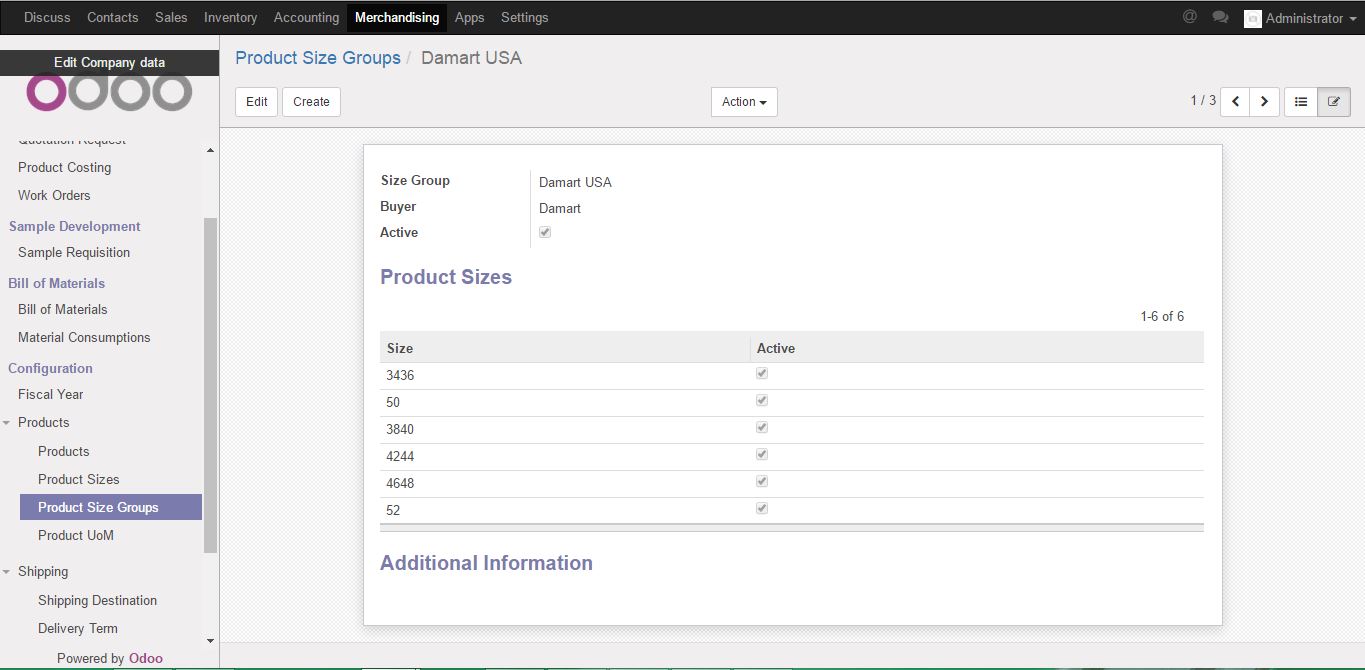 Discuss Contacts Sales Inventory Accounting Merchandising Apps Settings @ Administrator
Edit Company data
odoo
Quotation Request
Product Costing
Work Orders
Sample Development
Sample Requisition
Bill of Materials
Bill of Materials
Material Consumptions
Configuration
Fiscal Year
Products
Products
Product Sizes
Product Size Groups
Product UoM
Shipping
Shipping Destination
Delivery Term
Powered by Odoo
Product Size Groups / Damart USA
Edit Create Action 1 / 3
Size Group Damart USA
Buyer Damart
Active
Product Sizes
1-6 of 6
Size Active
3436
50
3840
4244
4648
52
Additional Information